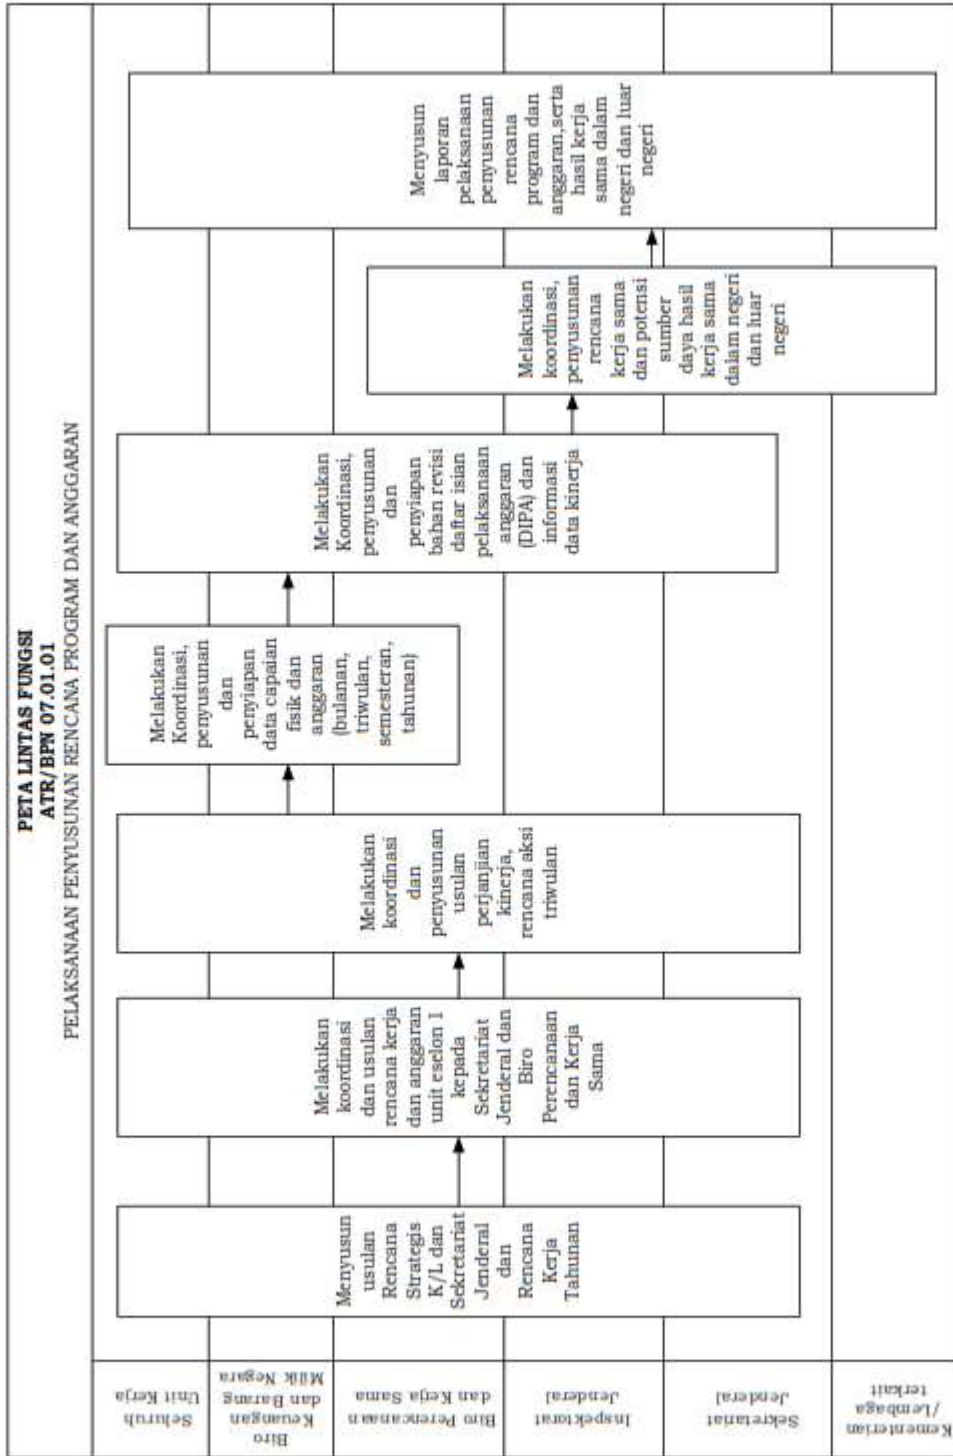 PETA LINTAS FUNGSI
ATR/BPN 07.01.01
PELAKSANAAN PENYUSUNAN RENCANA PROGRAM DAN ANGGARAN
Seluruh
Unit Kerja
Biro
Keuangan
dan Barang
Milik Negara
Biro Perencanaan
dan Kerja Sama
Inspektorat
Jenderal
Sekretariat
Jenderal
Kementerian
/Lembaga
terkait
Menyusun
usulan
Rencana
Strategis
K/L dan
Sekretariat
Jenderal
dan
Rencana
Kerja
Tahunan
Melakukan
koordinasi
dan usulan
rencana kerja
dan anggaran
unit eselon 1
kepada
Sekretariat
Jenderal dan
Biro
Perencanaan
dan Kerja
Sama
Melakukan
koordinasi
dan
penyusunan
usulan
perjanjian
kinerja,
rencana aksi
triwulan
Melakukan
Koordinasi,
penyusunan
dan
penyiapan
data capaian
fisik dan
anggaran
(bulanan,
triwulan,
semesteran,
tahunan)
Melakukan
Koordinasi,
penyusunan
dan
penyiapan
bahan revisi
daftar isian
pelaksanaan
anggaran
(DIPA) dan
informasi
data kinerja
Melakukan
koordinasi,
penyusunan
rencana
kerja sama
dan potensi
sumber
daya hasil
kerja sama
dalam negeri
dan luar
negeri
Menyusun
laporan
pelaksanaan
penyusunan
rencana
program dan
anggaran,serta
hasil kerja
sama dalam
negeri dan luar
negeri